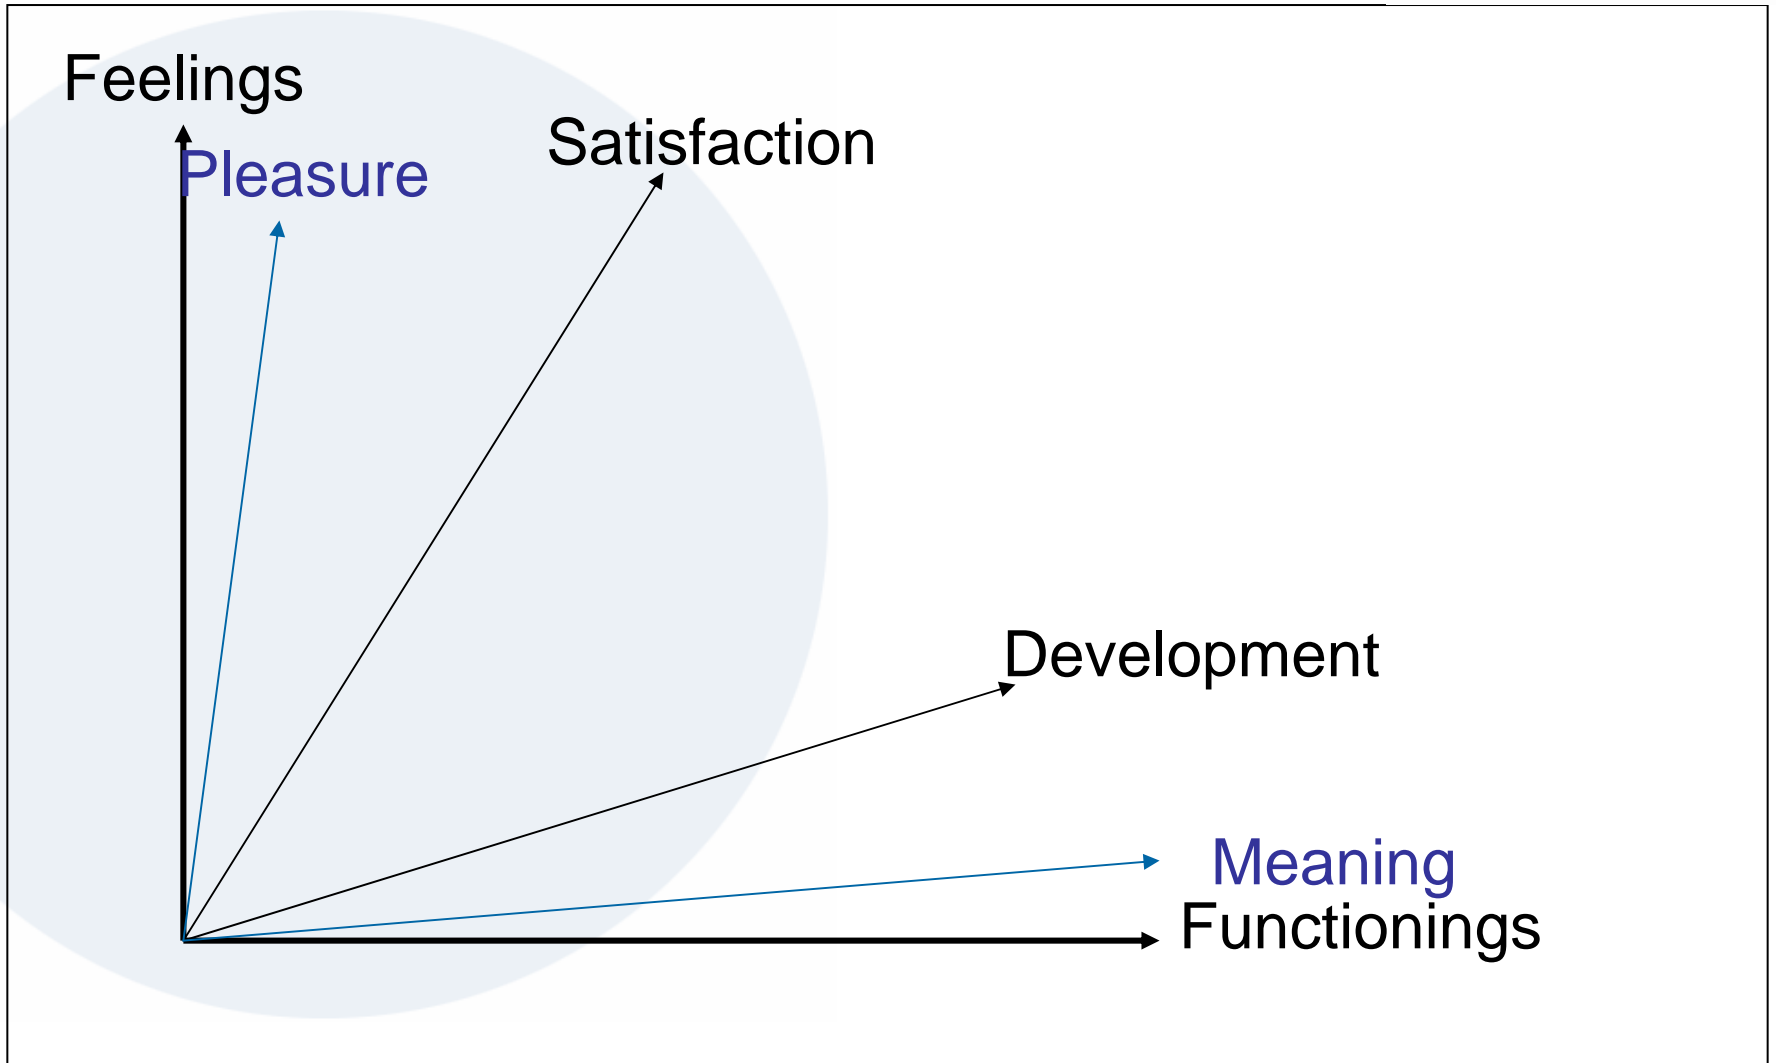 Feelings
Satisfaction
Pleasure
Development
Meaning
Functionings